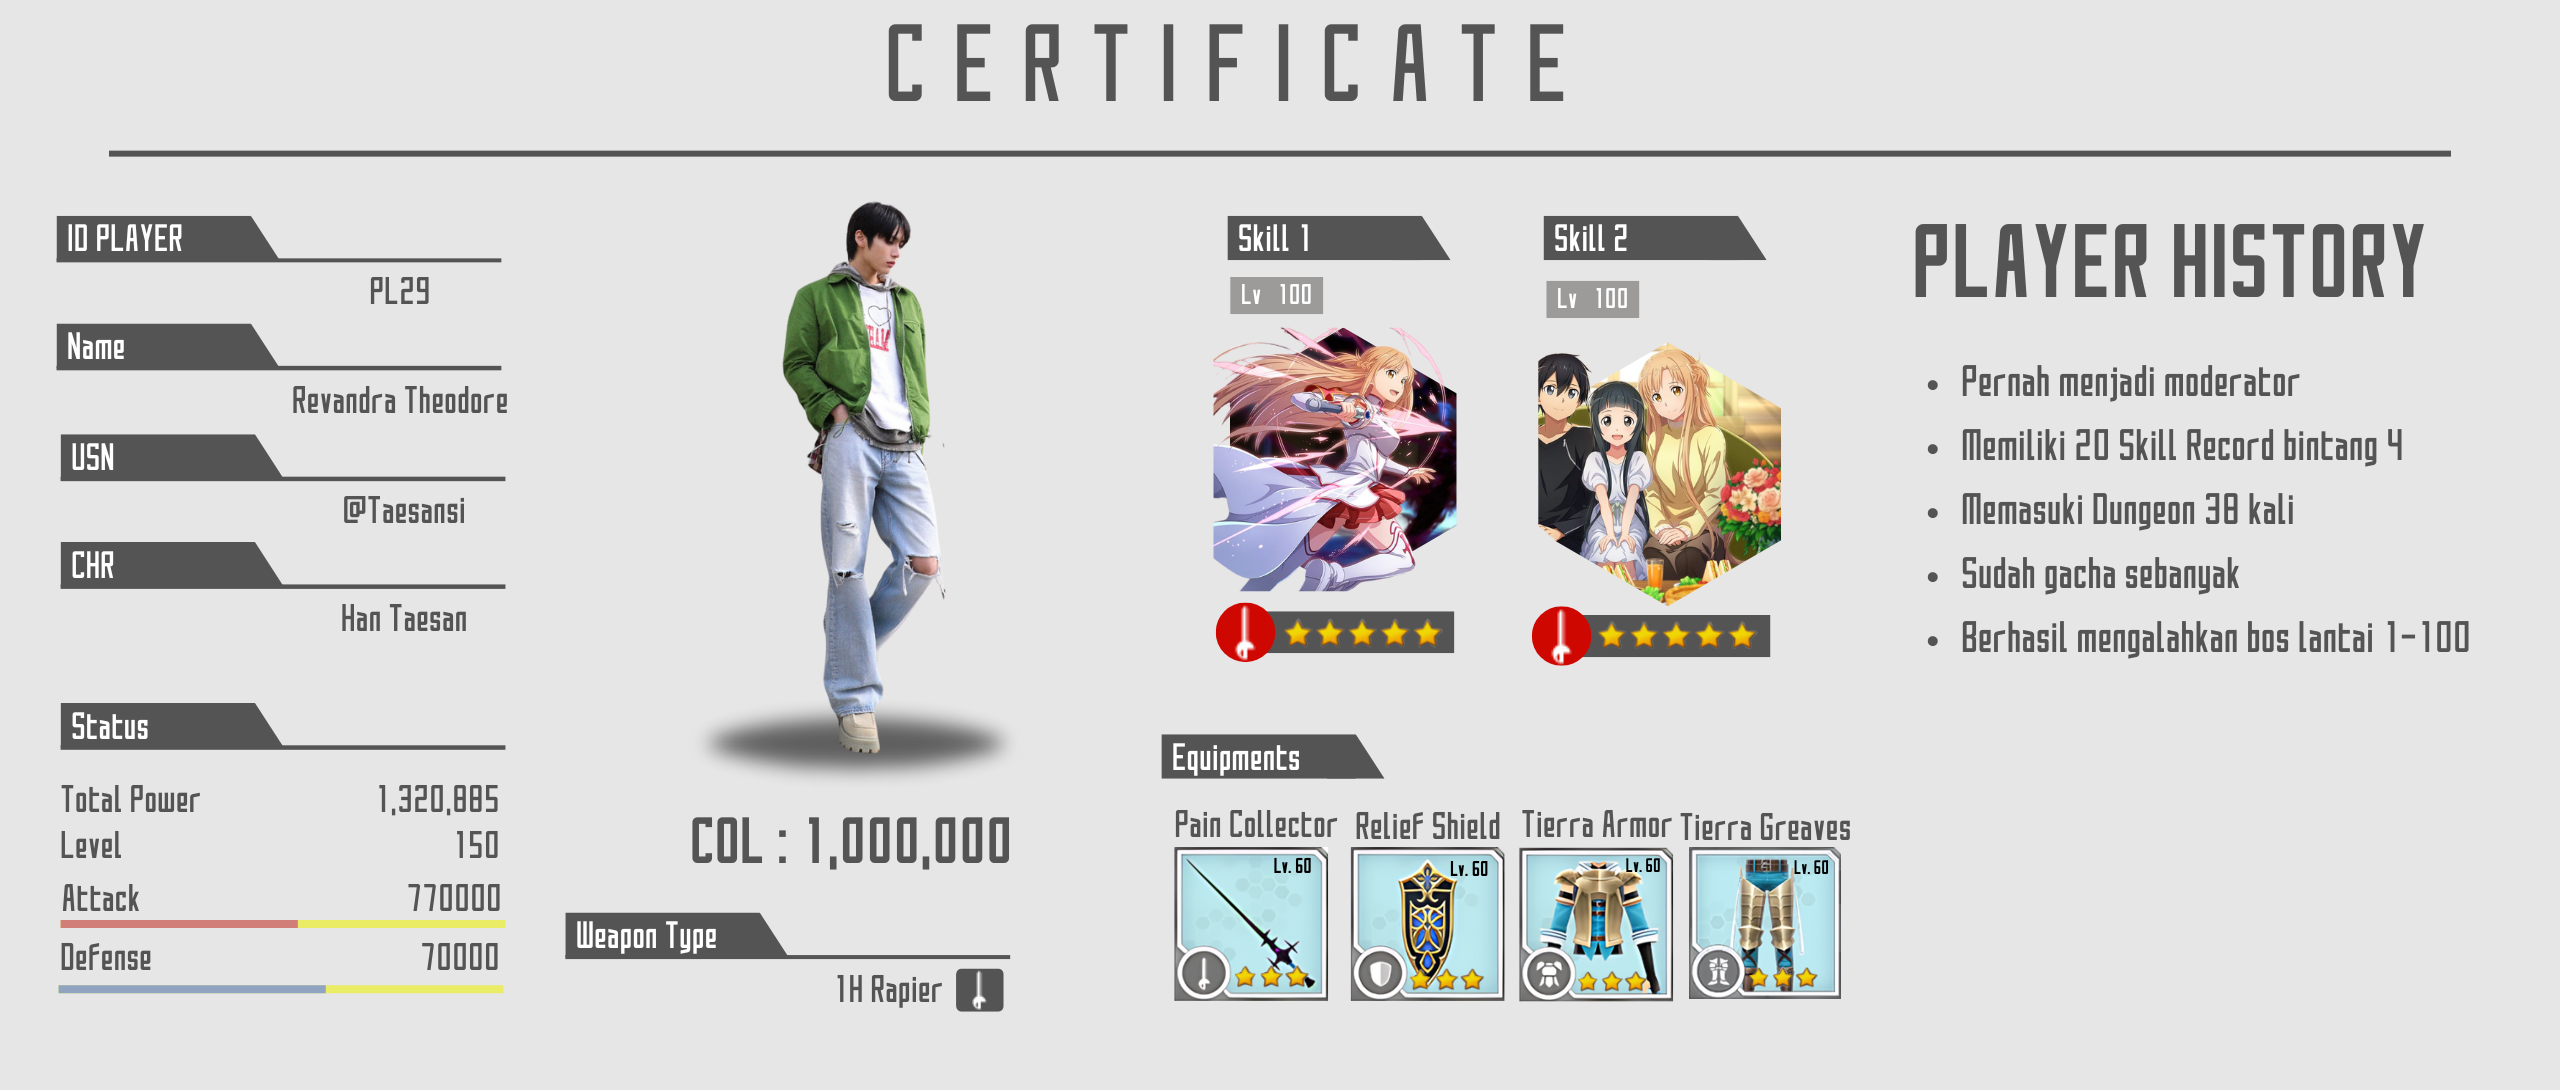 CERTIFICATE
ID PLAYER
PL29
Name
Revandra Theodore
USN
@Taesansi
CHR
Han Taesan
Status
Total Power 1,320,885
Level 150
Attack 770000
Defense 70000
COL : 1,000,000
Weapon Type
1H Rapier
Skill 1
Lv 100
Skill 2
Lv 100
Equipments
Pain Collector
Lv. 60
Relief Shield
Lv. 60
Tierra Armor
Lv. 60
Tierra Greaves
Lv. 60
PLAYER HISTORY
• Pernah menjadi moderator
• Memiliki 20 Skill Record bintang 4
• Memasuki Dungeon 38 kali
• Sudah gacha sebanyak
• Berhasil mengalahkan bos lantai 1-100